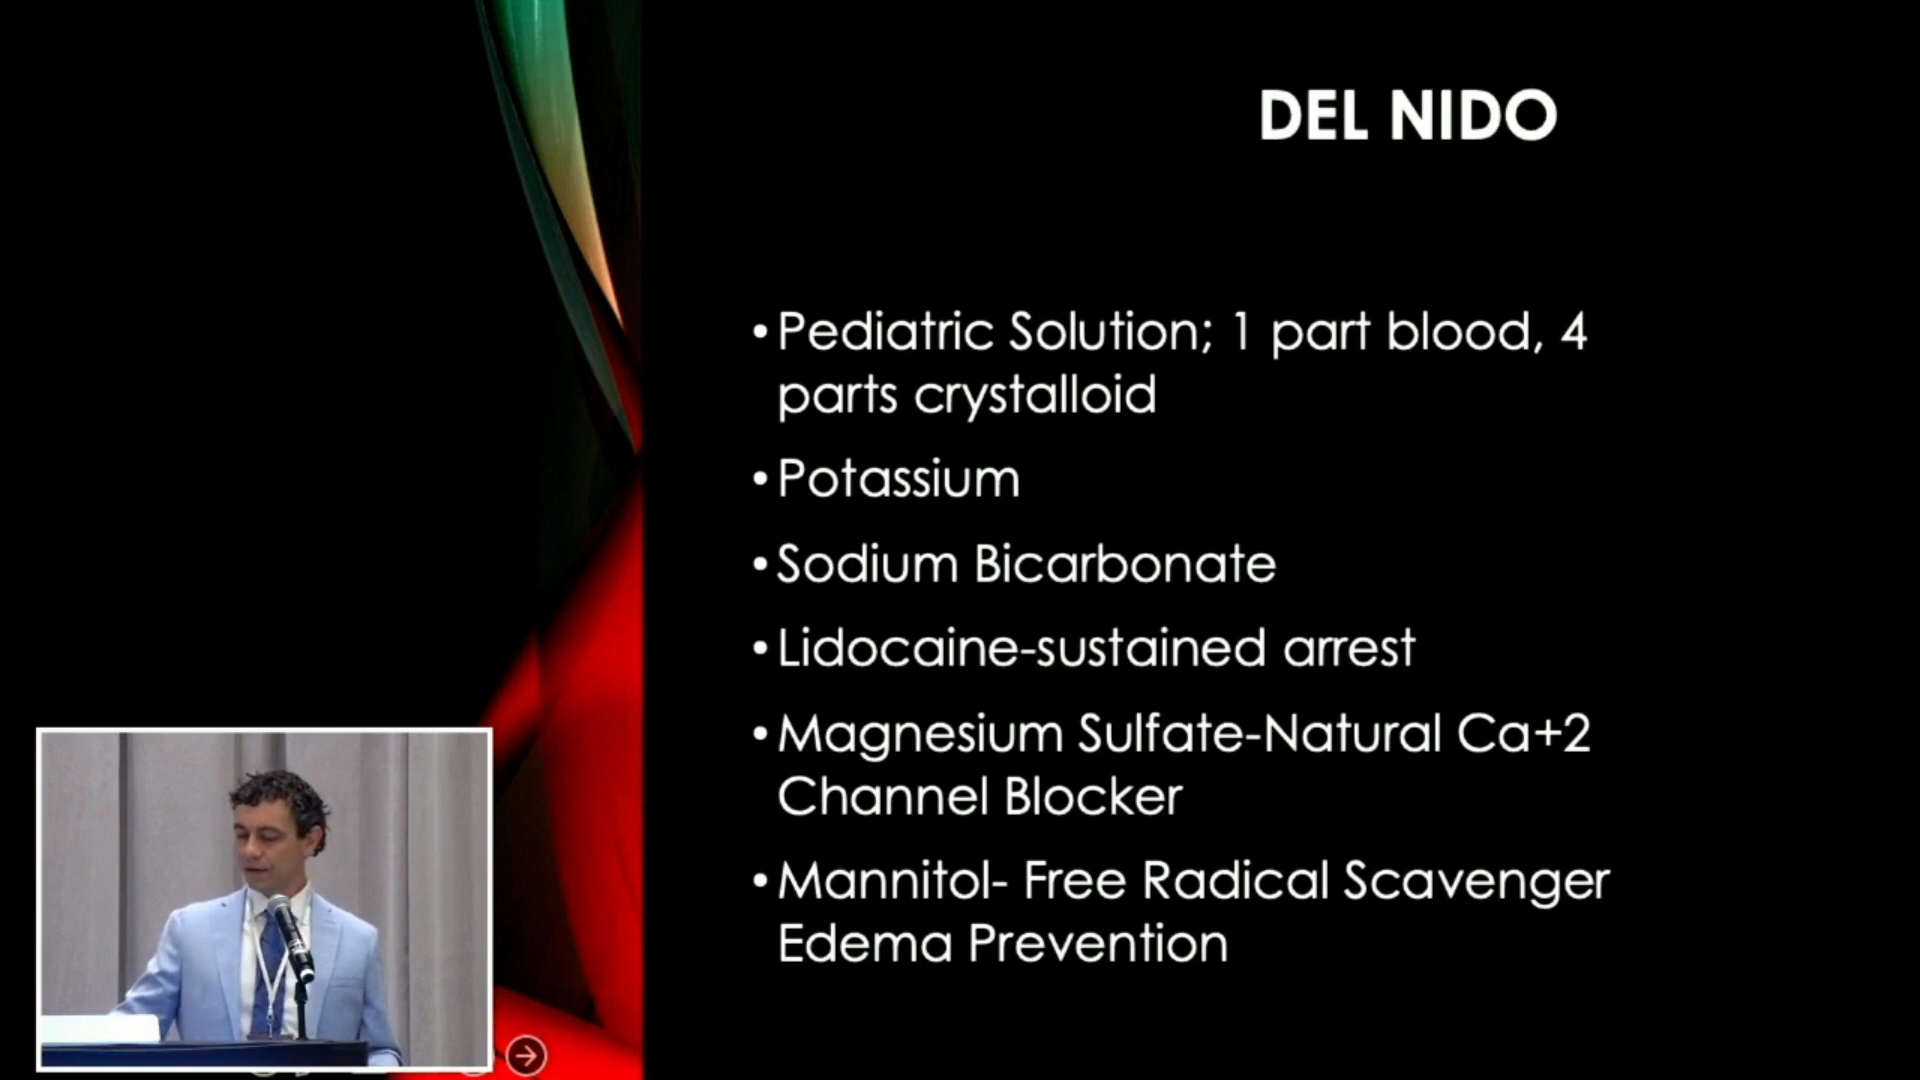 DEL NIDO
•Pediatric Solution; 1 part blood, 4
parts crystalloid
•Potassium
•Sodium Bicarbonate
•Lidocaine-sustained arrest
•Magnesium Sulfate-Natural Ca+2
Channel Blocker
•Mannitol- Free Radical Scavenger
Edema Prevention